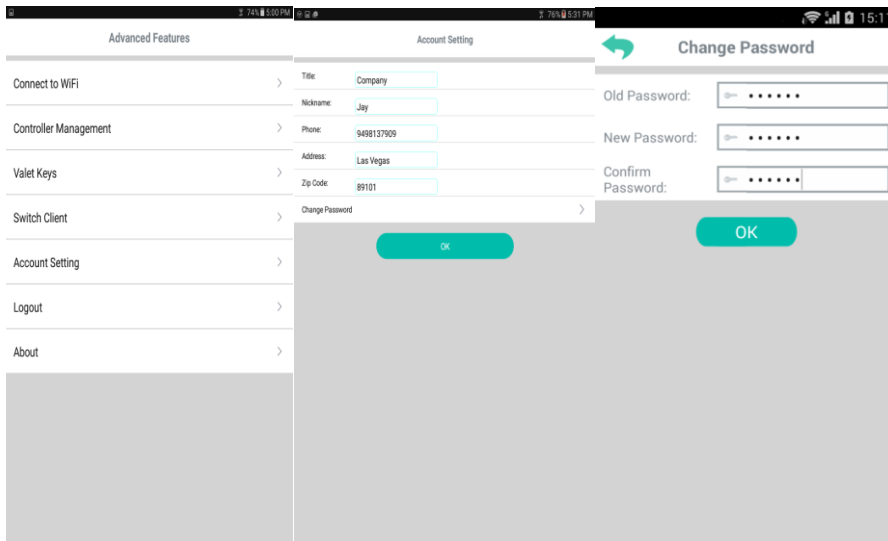 74% 5:00 PM
Advanced Features
Connect to WiFi
Controller Management
Valet Keys
Switch Client
Account Setting
Logout
About
76% 5:31 PM
Account Setting
Title: Company
Nickname: Jay
Phone: 9498137909
Address: Las Vegas
Zip Code: 89101
Change Password
OK
15:1
Change Password
Old Password: ••••••
New Password: ••••••
Confirm
Password: ••••••
OK